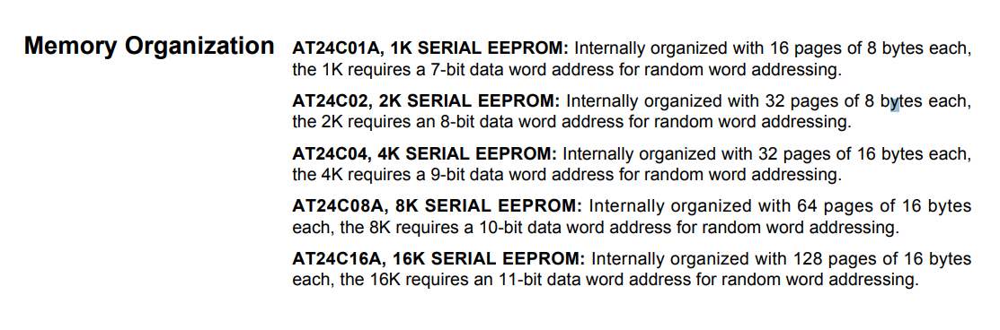 Memory Organization
AT24C01A, 1K SERIAL EEPROM: Internally organized with 16 pages of 8 bytes each,
the 1K requires a 7-bit data word address for random word addressing.
AT24C02, 2K SERIAL EEPROM: Internally organized with 32 pages of 8 bytes each,
the 2K requires an 8-bit data word address for random word addressing.
AT24C04, 4K SERIAL EEPROM: Internally organized with 32 pages of 16 bytes each,
the 4K requires a 9-bit data word address for random word addressing.
AT24C08A, 8K SERIAL EEPROM: Internally organized with 64 pages of 16 bytes
each, the 8K requires a 10-bit data word address for random word addressing.
AT24C16A, 16K SERIAL EEPROM: Internally organized with 128 pages of 16 bytes
each, the 16K requires an 11-bit data word address for random word addressing.